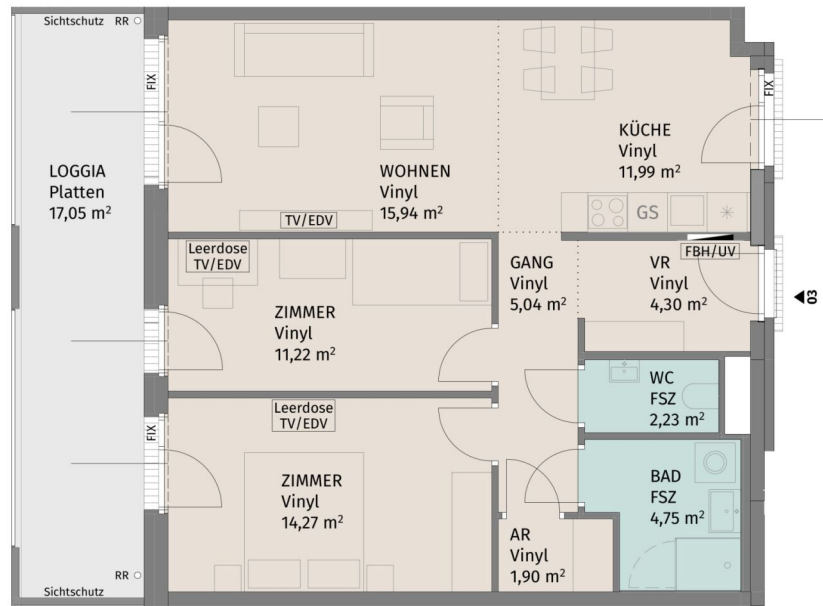 Sichtschutz RR
FIX
LOGGIA
Platten
17,05 m²
WOHNEN
Vinyl
15,94 m²
TV/EDV
KÜCHE
Vinyl
11,99 m²
GS
FIX
Leerdose
TV/EDV
ZIMMER
Vinyl
11,22 m²
GANG
Vinyl
5,04 m²
FBH/UV
VR
Vinyl
4,30 m²
03
WC
FSZ
2,23 m²
FIX
Leerdose
TV/EDV
ZIMMER
Vinyl
14,27 m²
AR
Vinyl
1,90 m²
BAD
FSZ
4,75 m²
RR
Sichtschutz